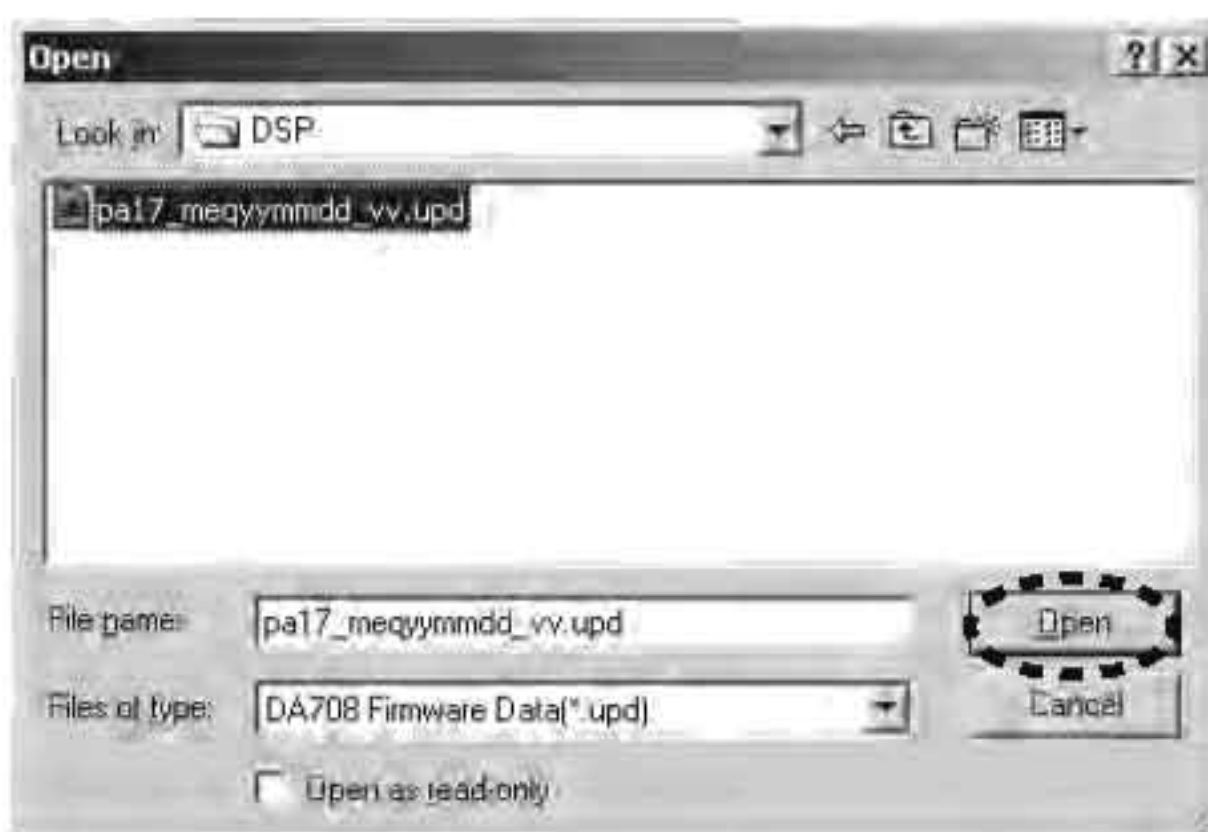 Open
Look in: DSP
pa17_meqyymmdd_vv.upd
File name: pa17_meqyymmdd_vv.upd Open
Files of type: DA708 Firmware Data(*.upd) Cancel
Open as read-only